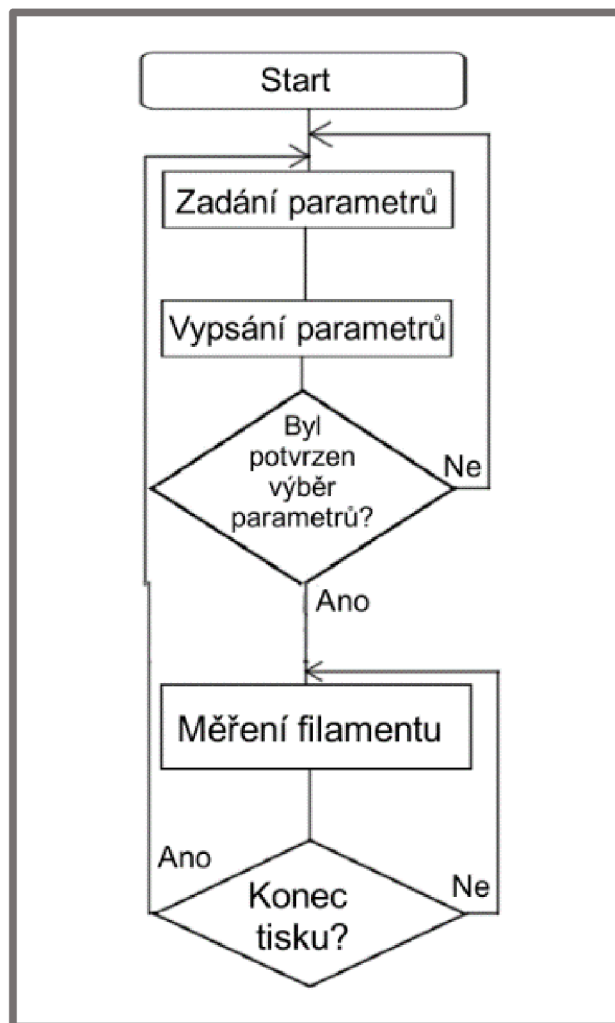 Start
Zadání parametrů
Vypsání parametrů
Byl
potvrzen
výběr
parametrů?
Ne
Ano
Měření filamentu
Ano
Ne
Konec
tisku?